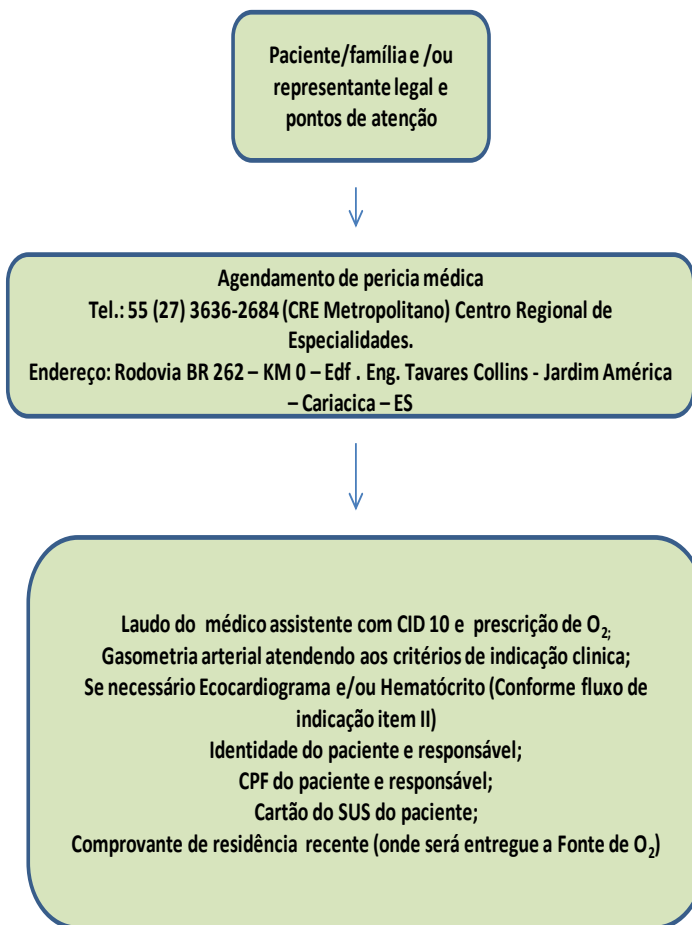 Paciente/família e /ou
representante legal e
pontos de atenção
Agendamento de pericia médica
Tel.: 55 (27) 3636-2684 (CRE Metropolitano) Centro Regional de
Especialidades.
Endereço: Rodovia BR 262 – KM 0 – Edf . Eng. Tavares Collins - Jardim América
– Cariacica – ES
Laudo do médico assistente com CID 10 e prescrição de O₂;
Gasometria arterial atendendo aos critérios de indicação clinica;
Se necessário Ecocardiograma e/ou Hematócrito (Conforme fluxo de
indicação item II)
Identidade do paciente e responsável;
CPF do paciente e responsável;
Cartão do SUS do paciente;
Comprovante de residência recente (onde será entregue a Fonte de O₂)